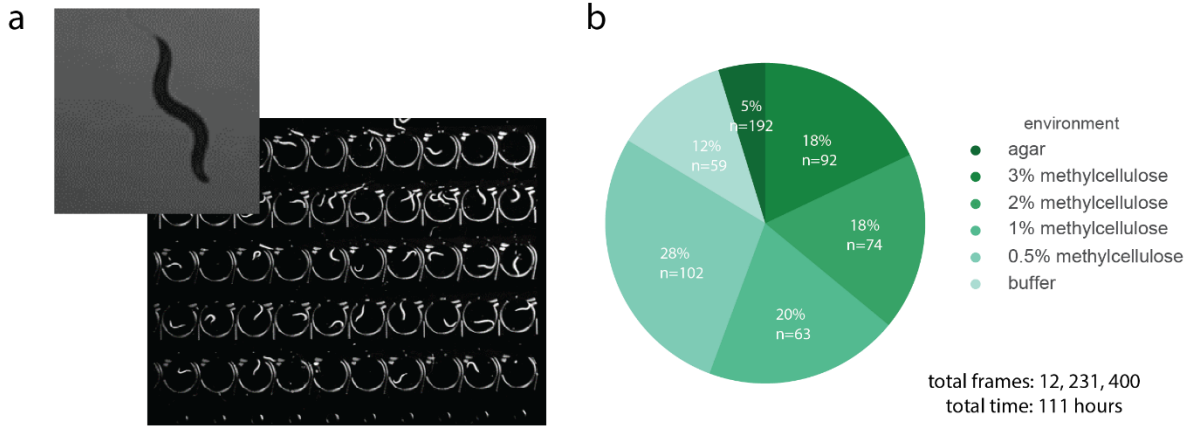 a
b
5%
n=192
18%
n=92
18%
n=74
20%
n=63
28%
n=102
12%
n=59
environment
agar
3% methylcellulose
2% methylcellulose
1% methylcellulose
0.5% methylcellulose
buffer
total frames: 12, 231, 400
total time: 111 hours